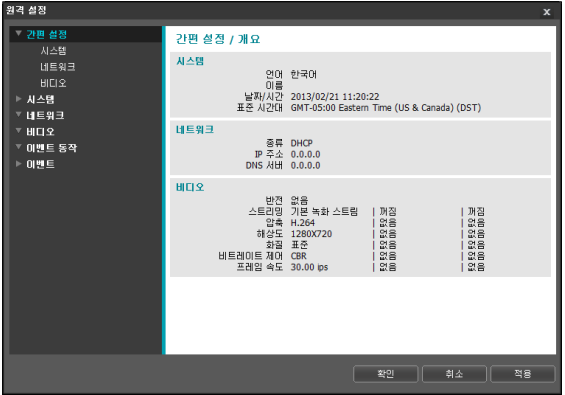 원격 설정
간편 설정
시스템
네트워크
비디오
시스템
네트워크
비디오
이벤트 동작
이벤트
간편 설정 / 개요
시스템
언어 한국어
이름
날짜/시간 2013/02/21 11:20:22
표준 시간대 GMT-05:00 Eastern Time (US & Canada) (DST)
네트워크
종류 DHCP
IP 주소 0.0.0.0
DNS 서버 0.0.0.0
비디오
반전 없음
스트리밍 기본 녹화 스트림 | 꺼짐 | 꺼짐
압축 H.264 | 없음 | 없음
해상도 1280X720 | 없음 | 없음
화질 표준 | 없음 | 없음
비트레이트 제어 CBR | 없음 | 없음
프레임 속도 30.00 ips | 없음 | 없음
확인 취소 적용